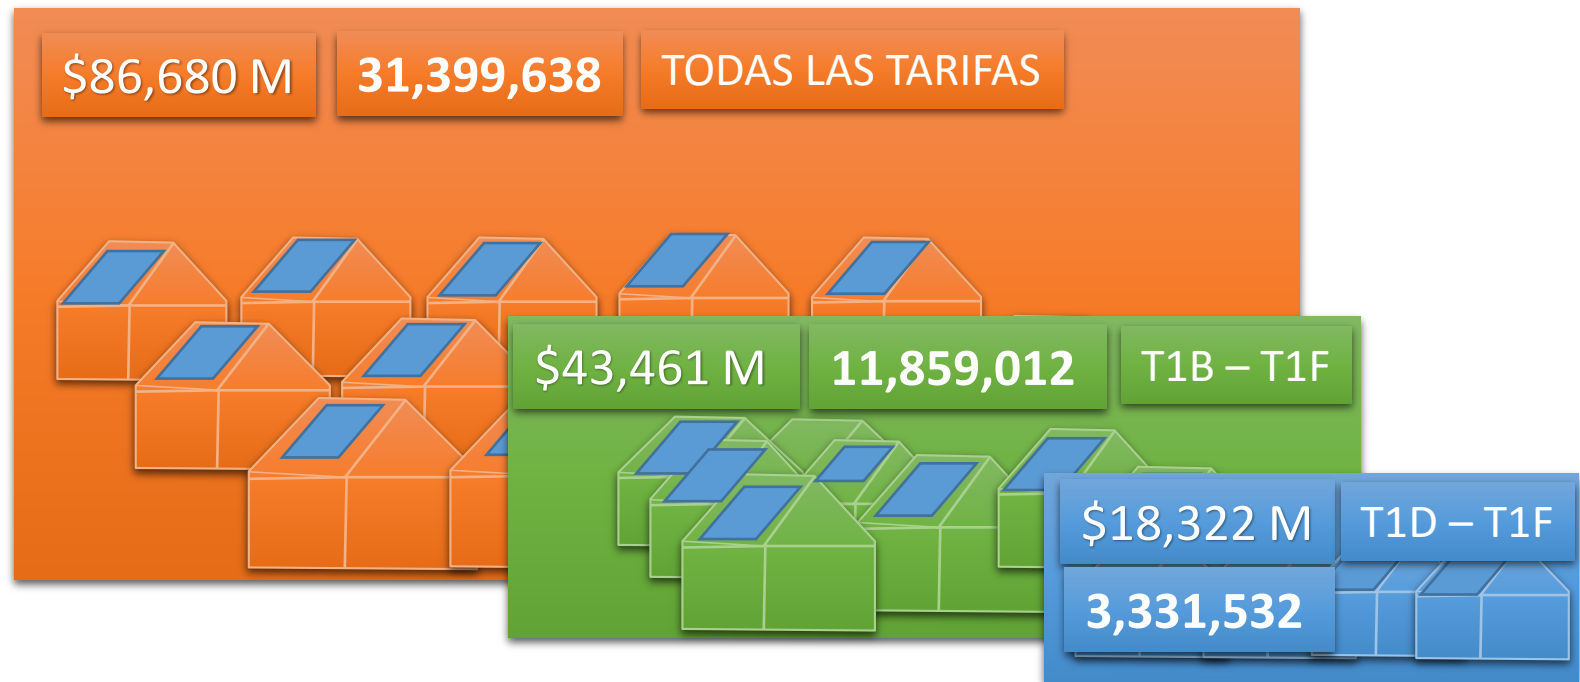 $86,680 M 31,399,638 TODAS LAS TARIFAS
$43,461 M 11,859,012 T1B – T1F
$18,322 M T1D – T1F
3,331,532